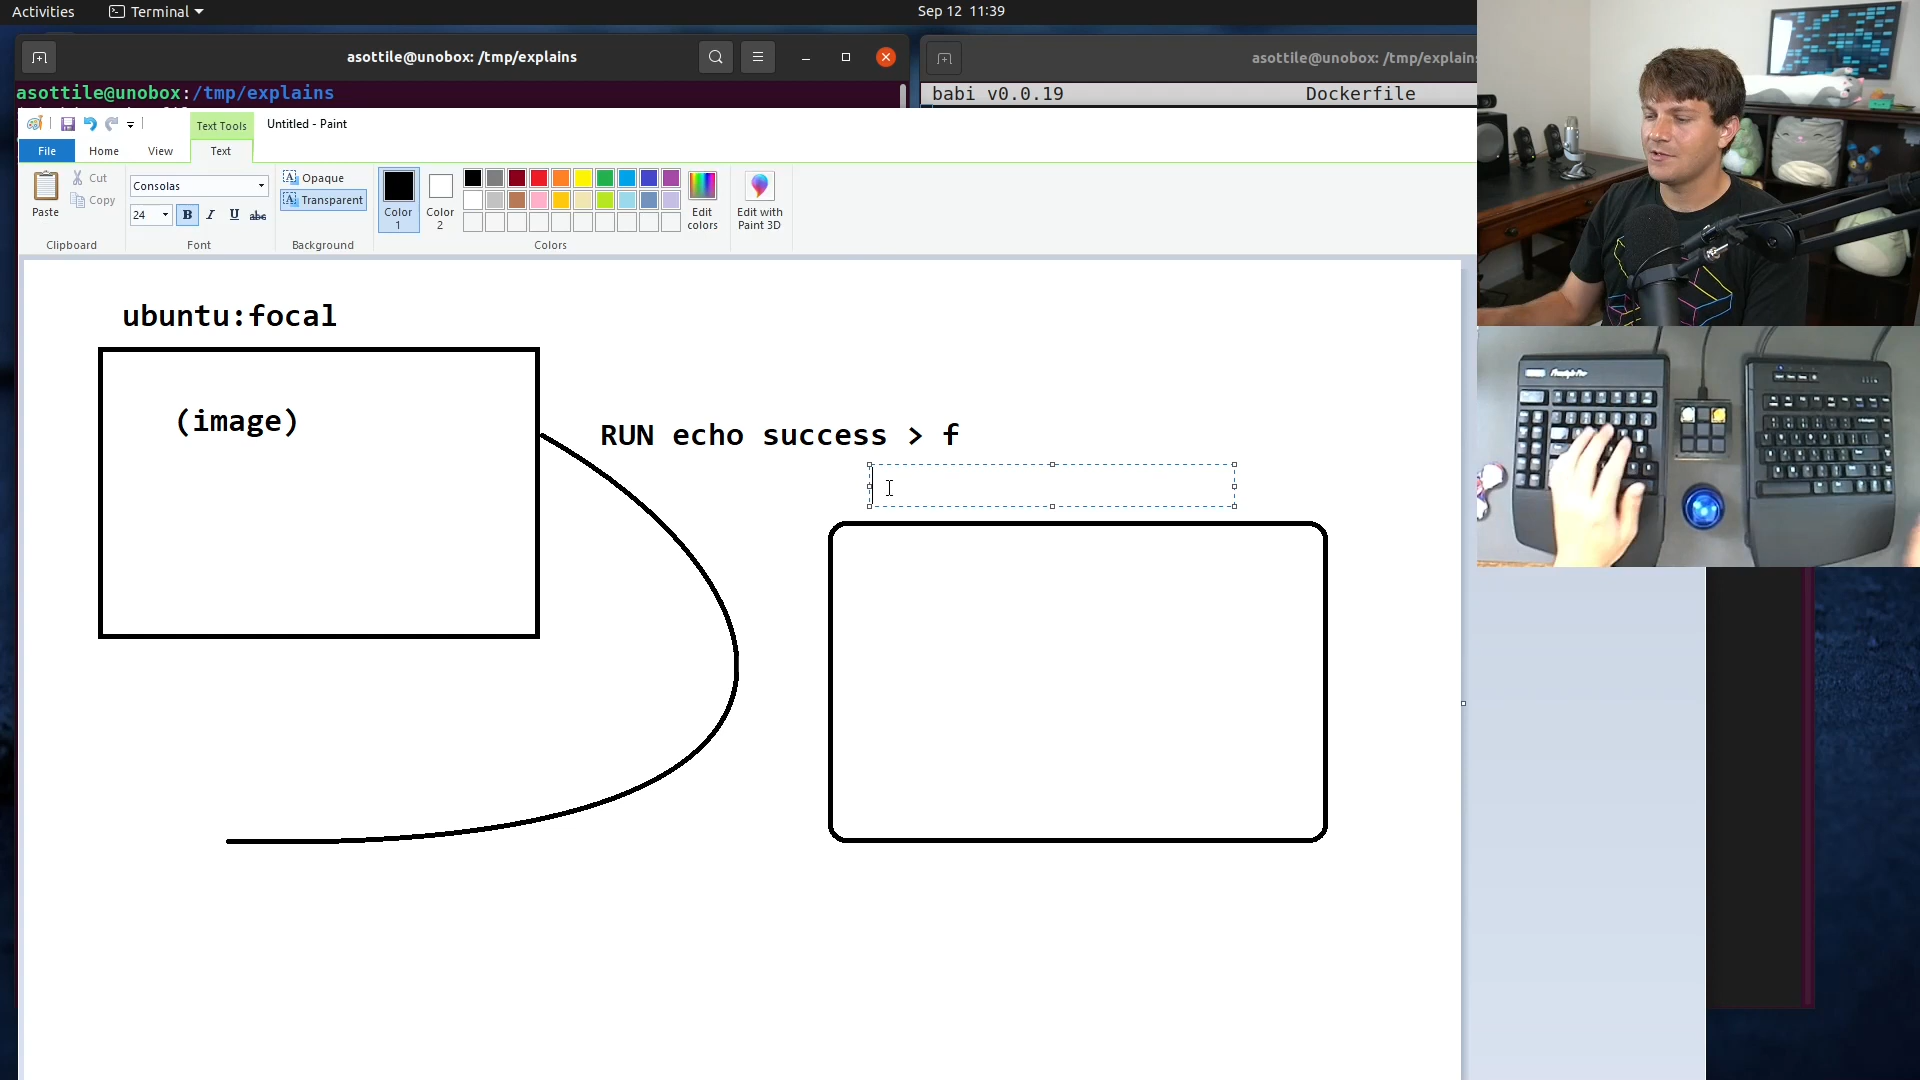 Activities
Terminal
Sep 12 11:39
asottile@unobox: /tmp/explains
asottile@unobox: /tmp/explains
asottile@unobox:/tmp/explains
babi v0.0.19
Dockerfile
Text Tools
Untitled - Paint
File
Home
View
Text
Paste
Cut
Copy
Clipboard
Consolas
24
B
I
U
abc
Font
Opaque
Transparent
Background
Color 1
Color 2
Edit colors
Colors
Edit with Paint 3D
ubuntu:focal
(image)
RUN echo success > f